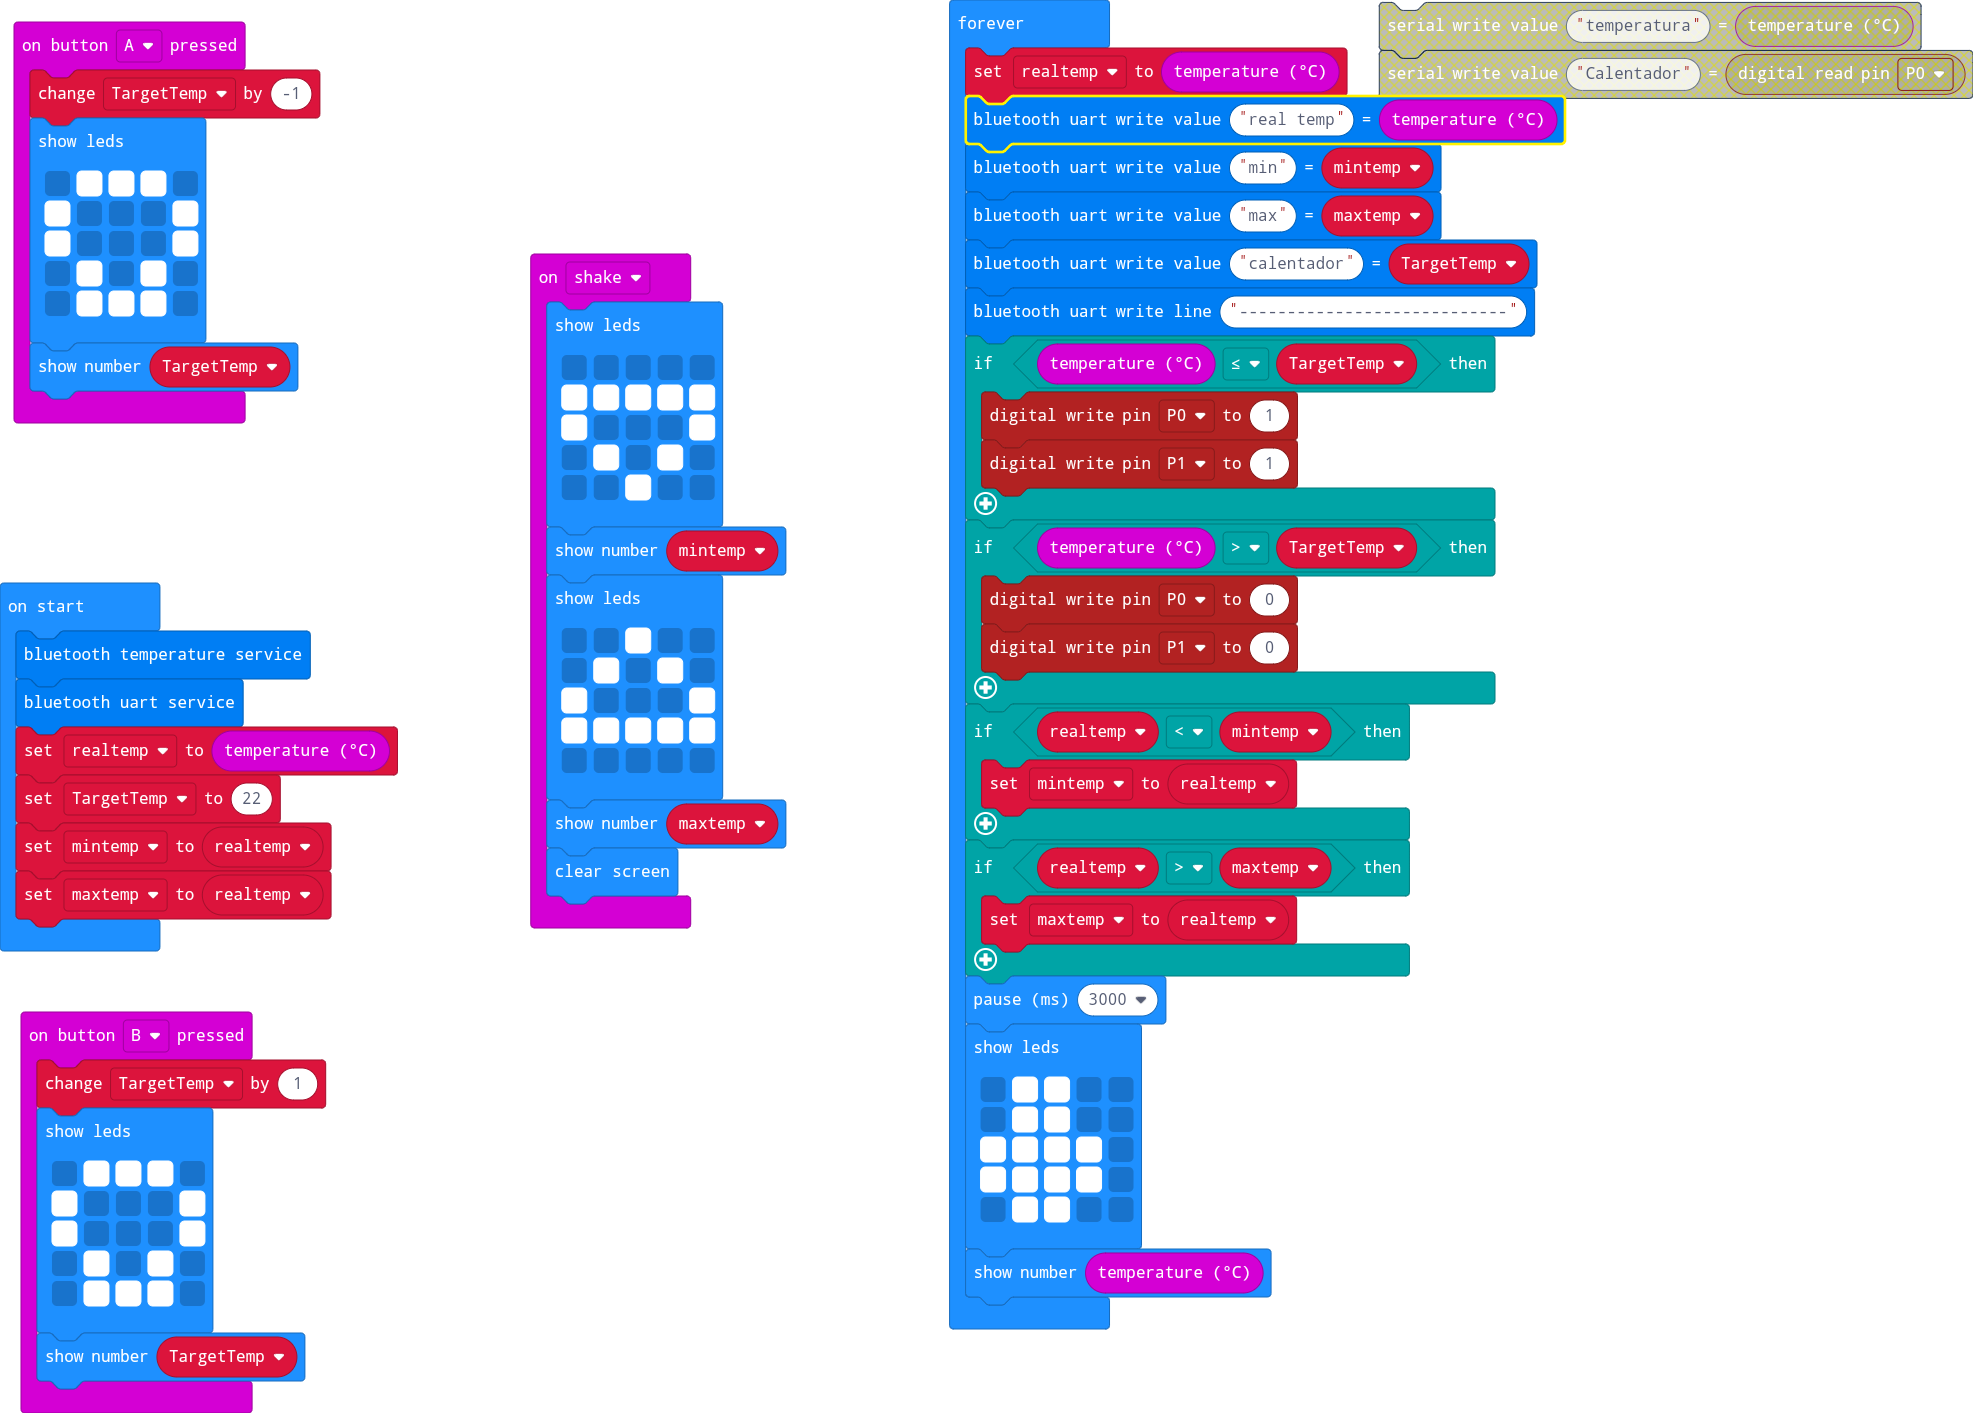 on button A pressed
change TargetTemp by -1
show leds
show number TargetTemp
on start
bluetooth temperature service
bluetooth uart service
set realtemp to temperature (°C)
set TargetTemp to 22
set mintemp to realtemp
set maxtemp to realtemp
on button B pressed
change TargetTemp by 1
show leds
show number TargetTemp
on shake
show leds
show number mintemp
show leds
show number maxtemp
clear screen
forever
set realtemp to temperature (°C)
bluetooth uart write value "real temp" = temperature (°C)
bluetooth uart write value "min" = mintemp
bluetooth uart write value "max" = maxtemp
bluetooth uart write value "calentador" = TargetTemp
bluetooth uart write line "----------------------------"
if temperature (°C) ≤ TargetTemp then
digital write pin P0 to 1
digital write pin P1 to 1
if temperature (°C) > TargetTemp then
digital write pin P0 to 0
digital write pin P1 to 0
if realtemp < mintemp then
set mintemp to realtemp
if realtemp > maxtemp then
set maxtemp to realtemp
pause (ms) 3000
show leds
show number temperature (°C)
serial write value "temperatura" = temperature (°C)
serial write value "Calentador" = digital read pin P0